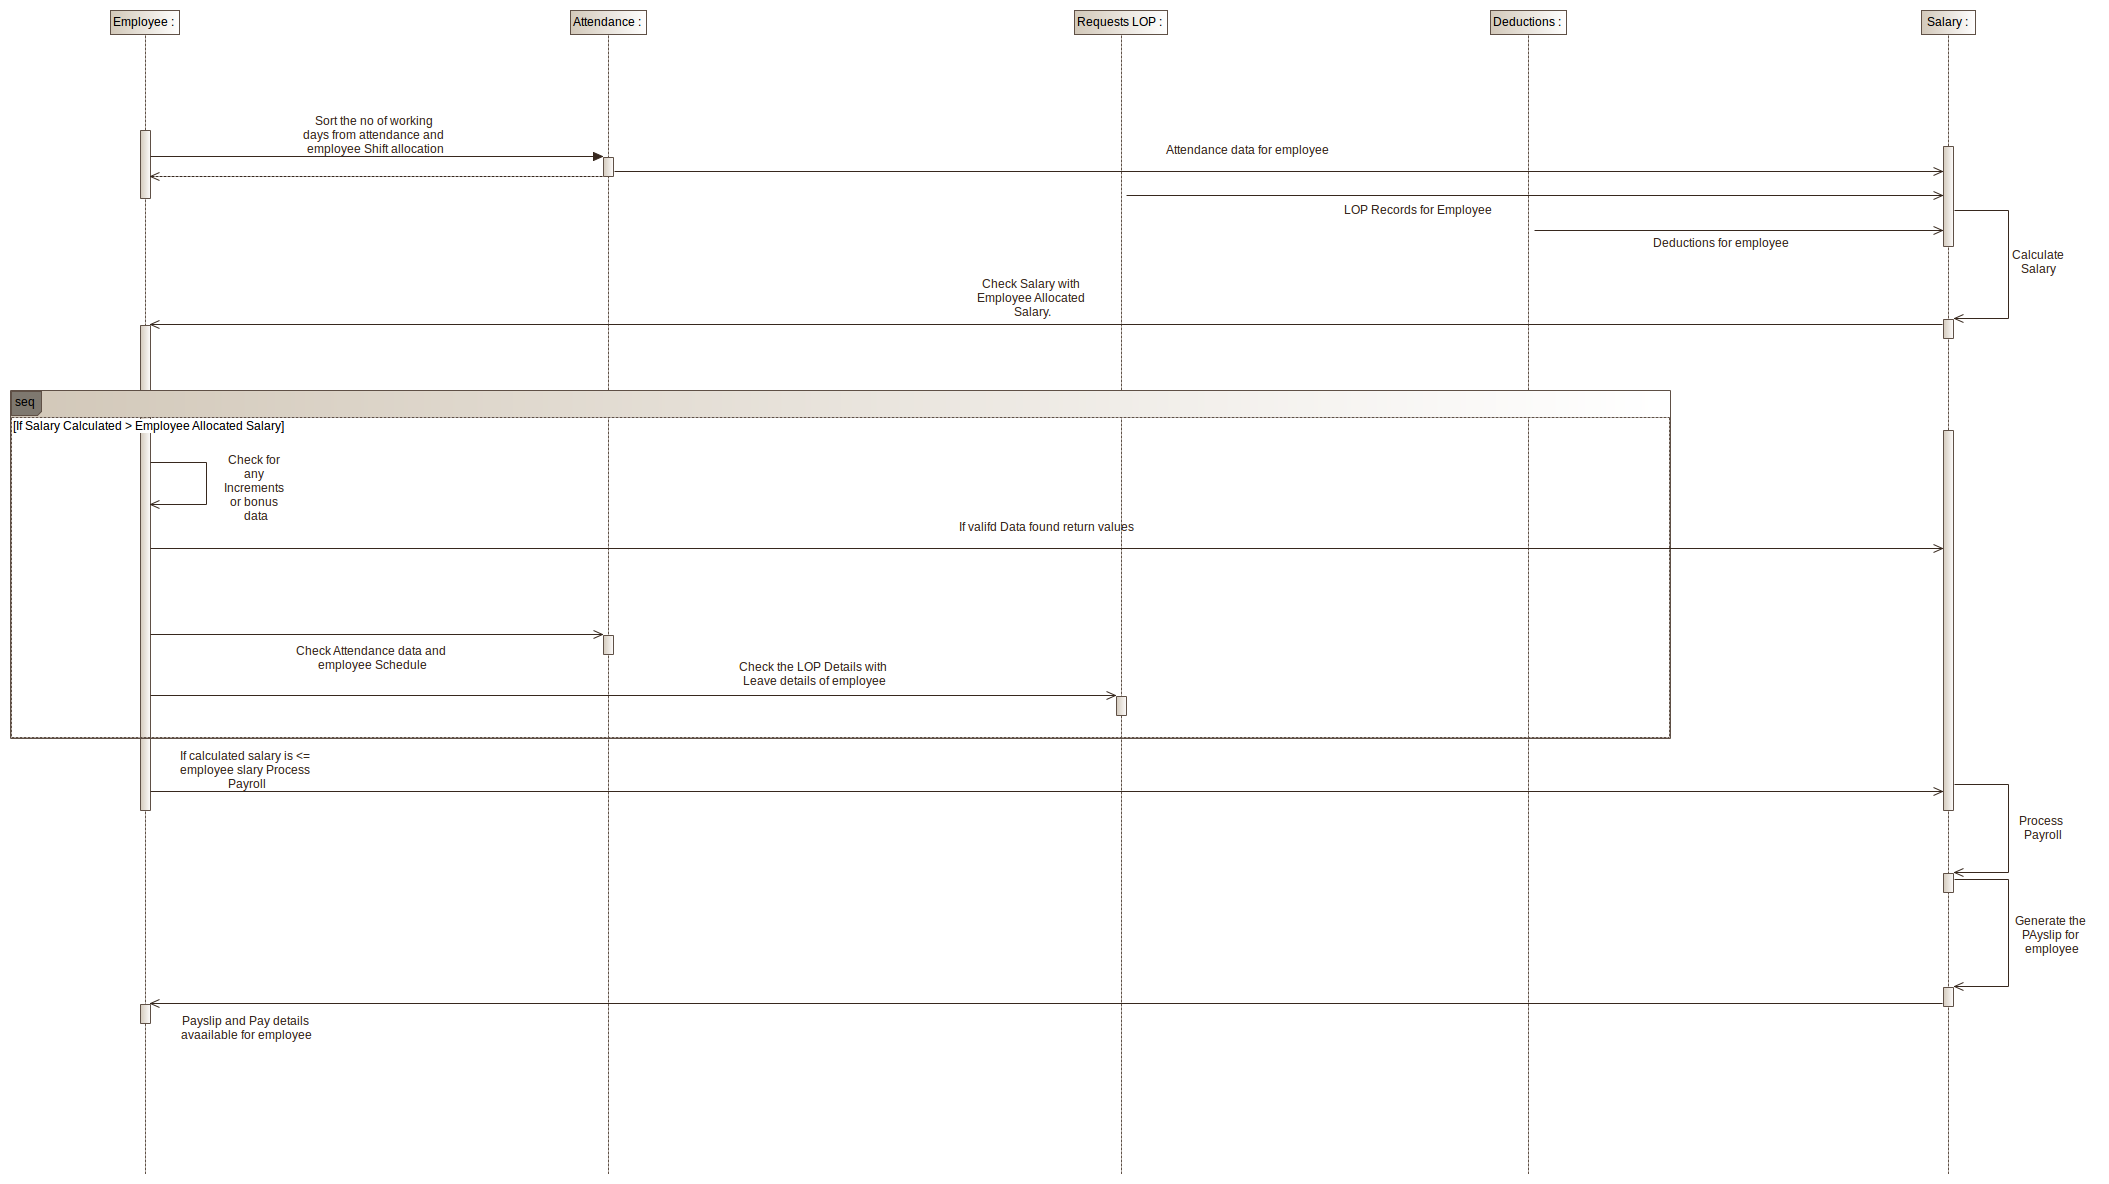 Employee :
Attendance :
Requests LOP :
Deductions :
Salary :
Sort the no of working
days from attendance and
employee Shift allocation
Attendance data for employee
LOP Records for Employee
Deductions for employee
Calculate
Salary
Check Salary with
Employee Allocated
Salary.
seq
[If Salary Calculated > Employee Allocated Salary]
Check for
any
Increments
or bonus
data
If valifd Data found return values
Check Attendance data and
employee Schedule
Check the LOP Details with
Leave details of employee
If calculated salary is <=
employee slary Process
Payroll
Process
Payroll
Generate the
PAyslip for
employee
Payslip and Pay details
avaailable for employee